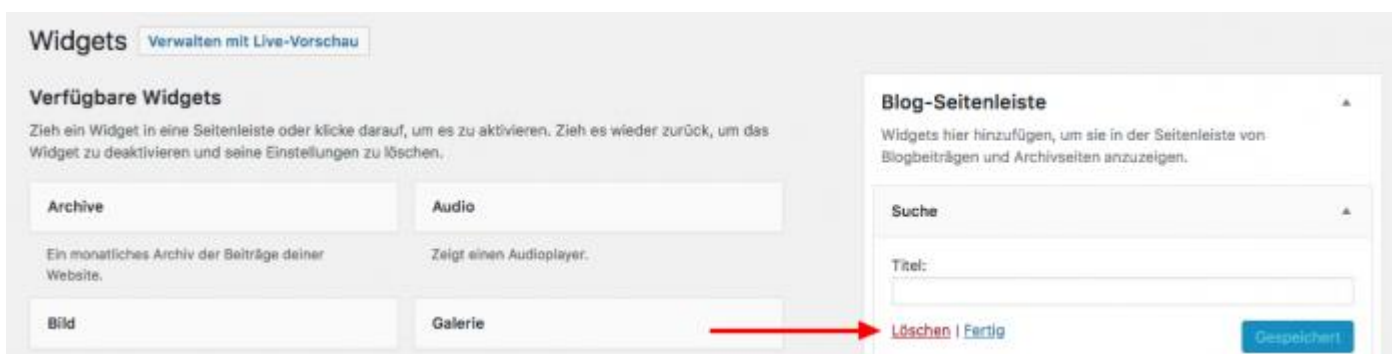 Widgets Verwalten mit Live-Vorschau
Verfügbare Widgets
Zieh ein Widget in eine Seitenleiste oder klicke darauf, um es zu aktivieren. Zieh es wieder zurück, um das
Widget zu deaktivieren und seine Einstellungen zu löschen.
Archive
Ein monatliches Archiv der Beiträge deiner
Website.
Audio
Zeigt einen Audioplayer.
Bild
Galerie
Blog-Seitenleiste
Widgets hier hinzufügen, um sie in der Seitenleiste von
Blogbeiträgen und Archivseiten anzuzeigen.
Suche
Titel:
Löschen | Fertig
Gespeichert